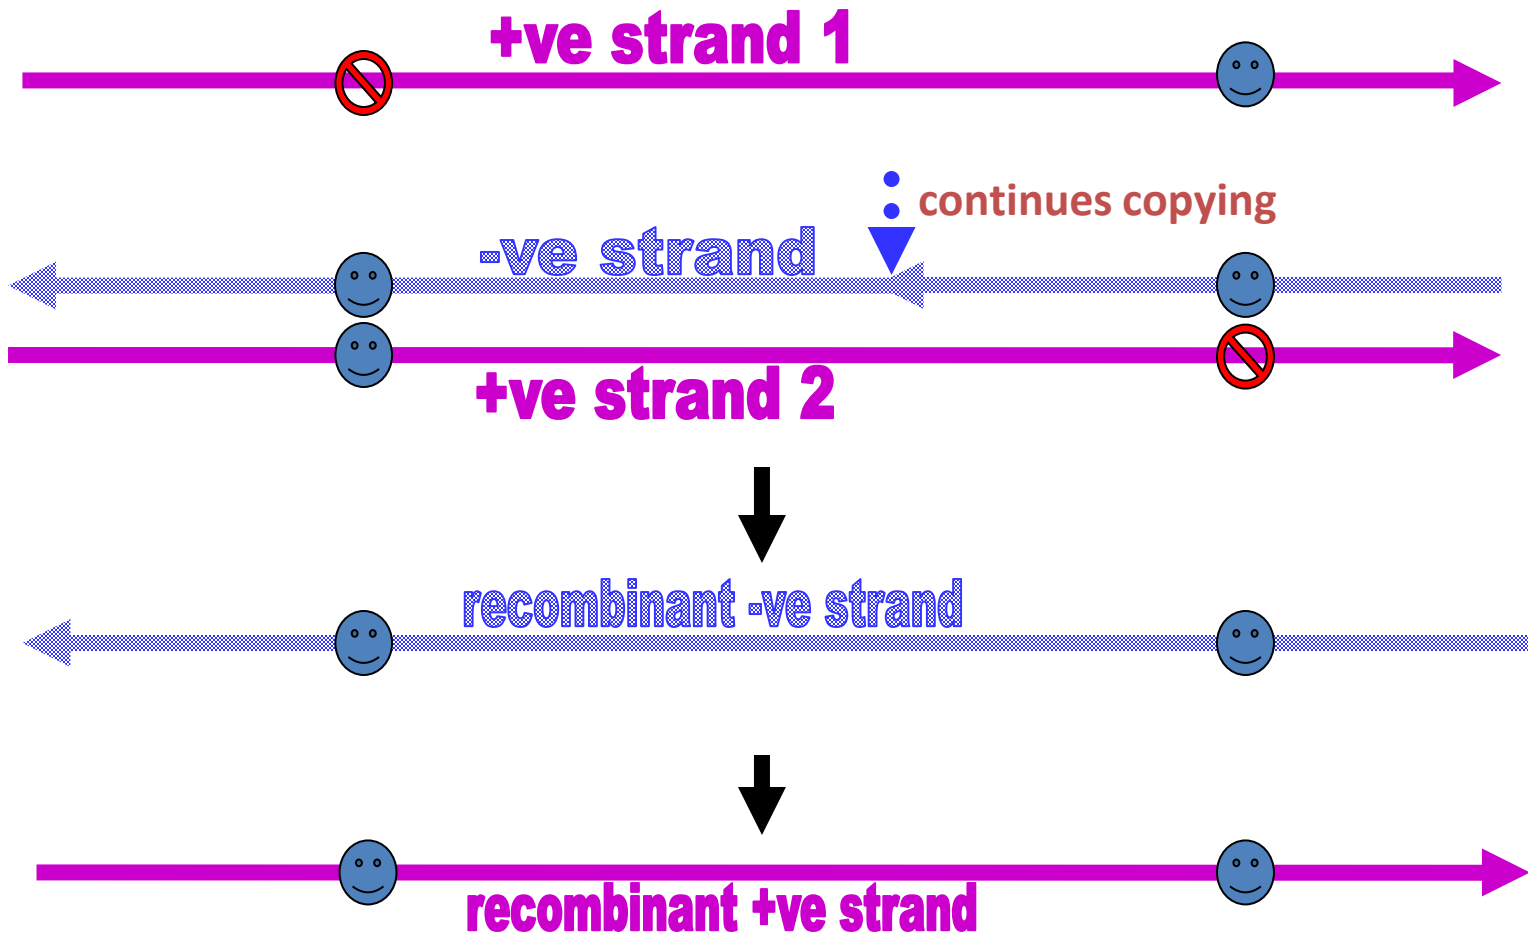 +ve strand 1
continues copying
-ve strand
+ve strand 2
recombinant -ve strand
recombinant +ve strand